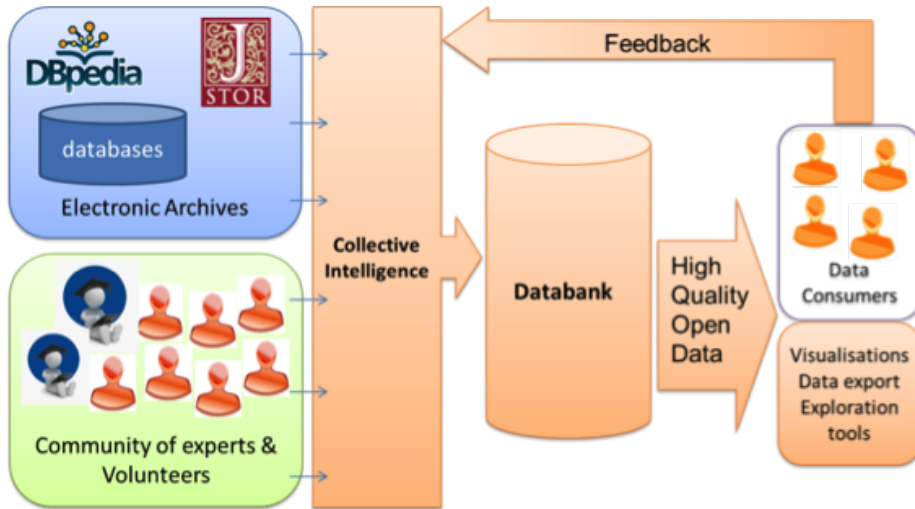 DBpedia
J
STOR
databases
Electronic Archives
Community of experts &
Volunteers
Collective
Intelligence
Databank
Feedback
High
Quality
Open
Data
Data
Consumers
Visualisations
Data export
Exploration
tools